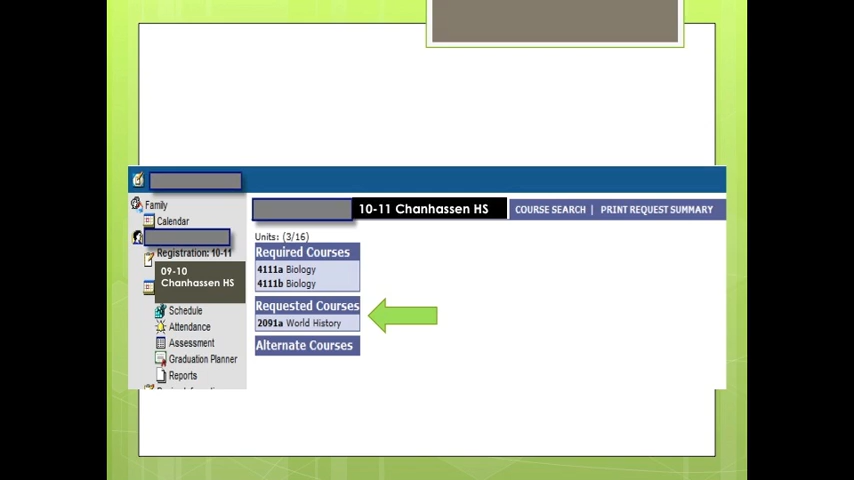 Family
Calendar
Registration: 10-11
09-10
Chanhassen HS
Schedule
Attendance
Assessment
Graduation Planner
Reports
10-11 Chanhassen HS
COURSE SEARCH | PRINT REQUEST SUMMARY
Units: (3/16)
Required Courses
4111a Biology
4111b Biology
Requested Courses
2091a World History
Alternate Courses